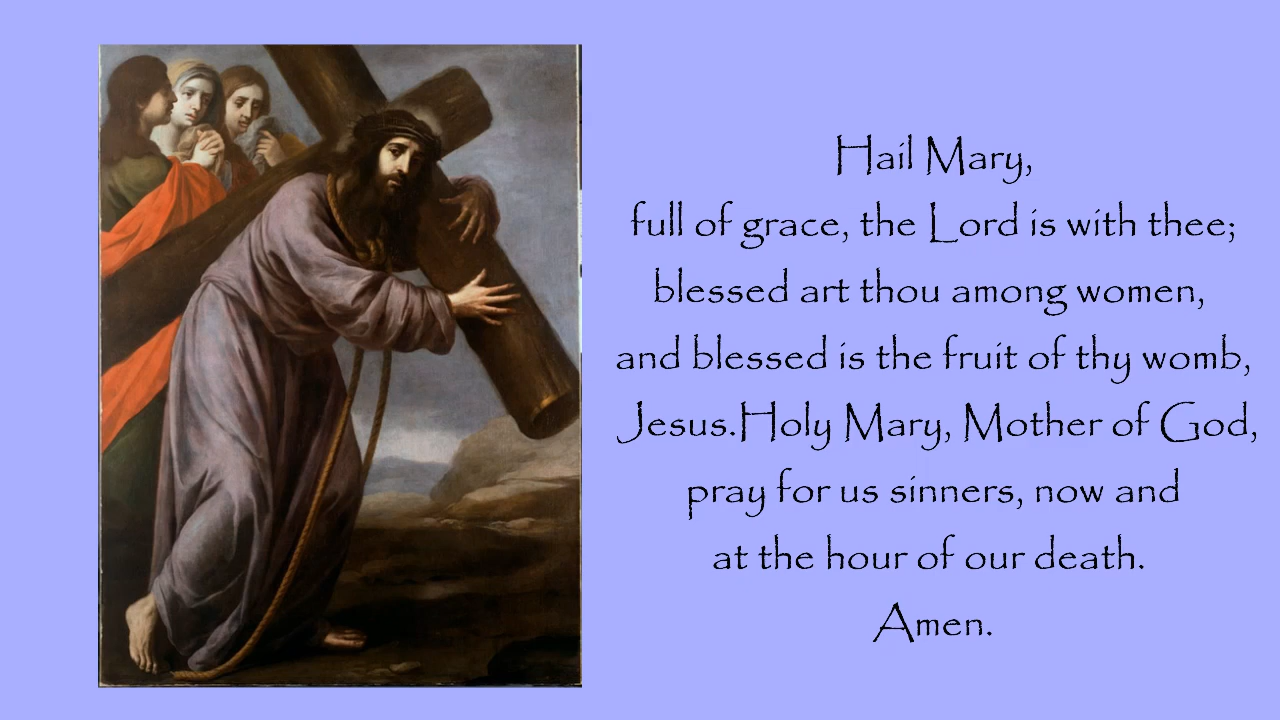 Hail Mary,
full of grace, the Lord is with thee;
blessed art thou among women,
and blessed is the fruit of thy womb,
Jesus.Holy Mary, Mother of God,
pray for us sinners, now and
at the hour of our death.
Amen.